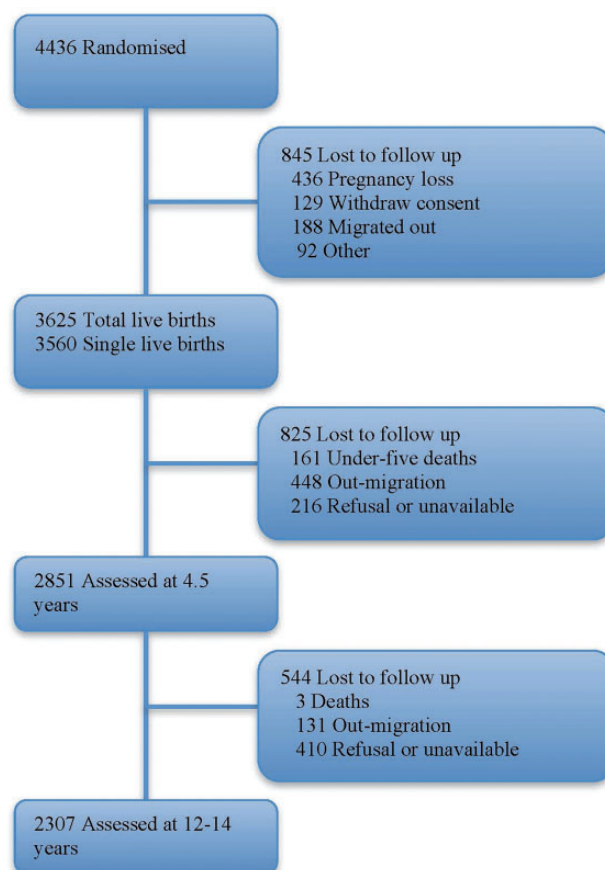 4436 Randomised
845 Lost to follow up
436 Pregnancy loss
129 Withdraw consent
188 Migrated out
92 Other
3625 Total live births
3560 Single live births
825 Lost to follow up
161 Under-five deaths
448 Out-migration
216 Refusal or unavailable
2851 Assessed at 4.5
years
544 Lost to follow up
3 Deaths
131 Out-migration
410 Refusal or unavailable
2307 Assessed at 12-14
years